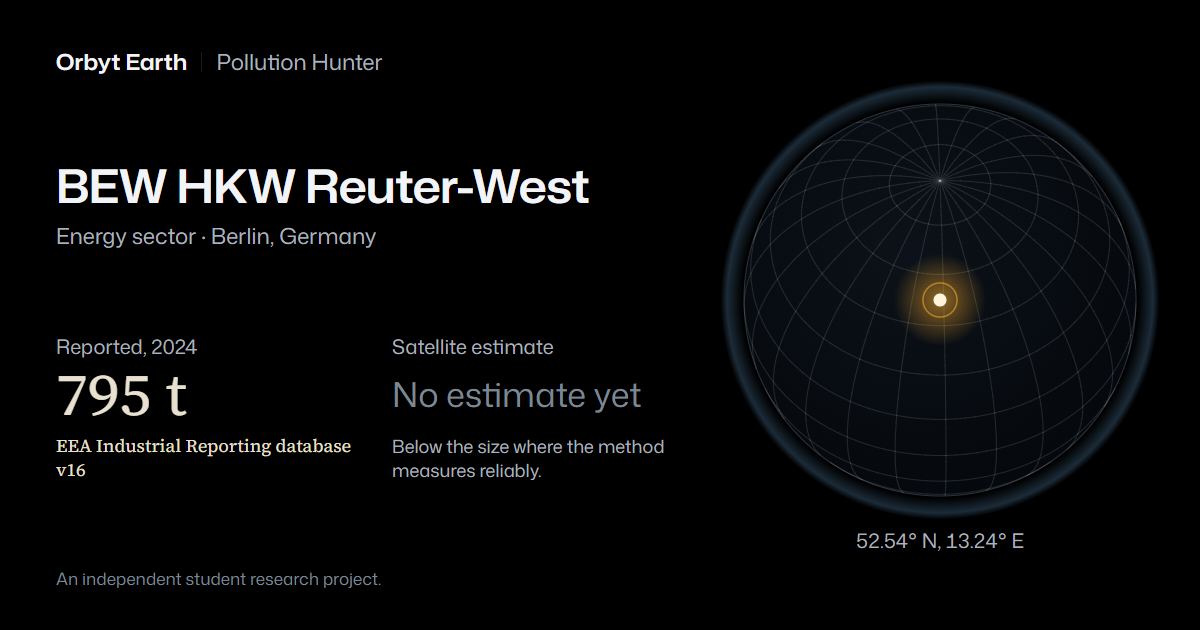 Orbyt Earth | Pollution Hunter
BEW HKW Reuter-West
Energy sector · Berlin, Germany
Reported, 2024
795 t
EEA Industrial Reporting database
v16
Satellite estimate
No estimate yet
Below the size where the method
measures reliably.
52.54° N, 13.24° E
An independent student research project.